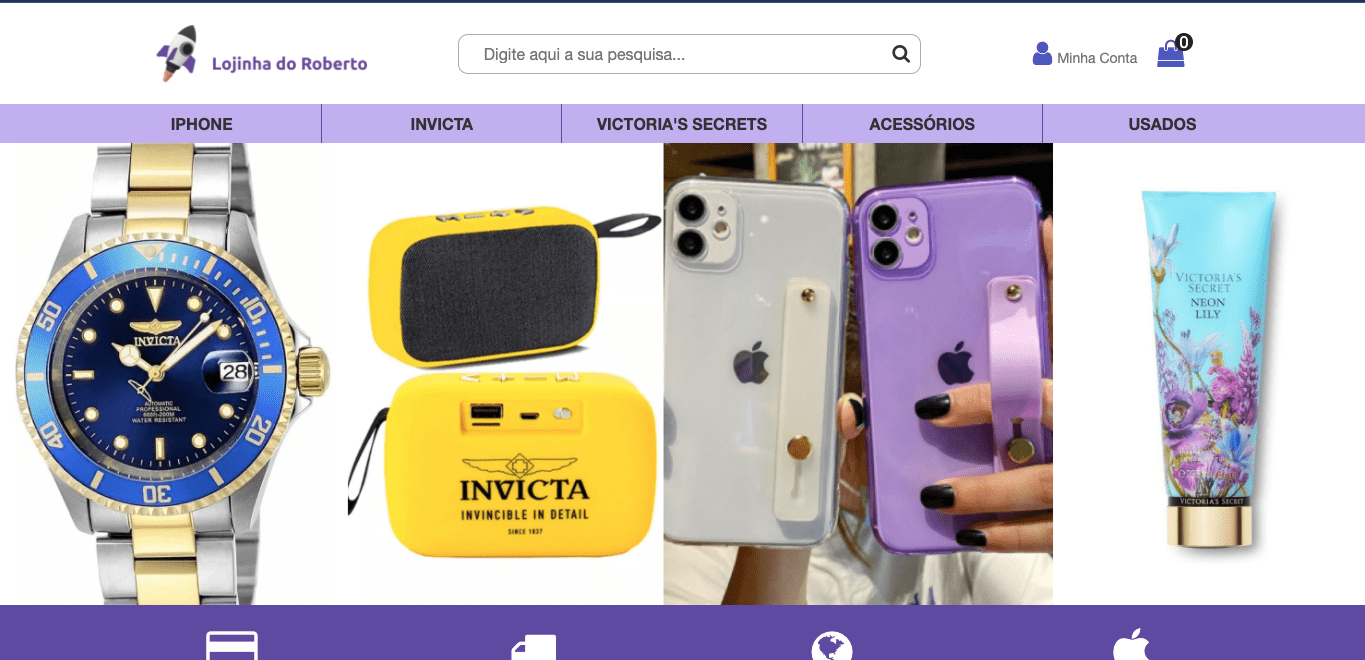 Lojinha do Roberto
Digite aqui a sua pesquisa...
Minha Conta
0
IPHONE
INVICTA
VICTORIA'S SECRETS
ACESSÓRIOS
USADOS
10
20
30
40
50
INVICTA
28
AUTOMATIC
PROFESSIONAL
660ft-200M
WATER RESISTANT
INVICTA
INVINCIBLE IN DETAIL
SINCE 1837
VICTORIA'S
SECRET
NEON
LILY
VICTORIA'S SECRET